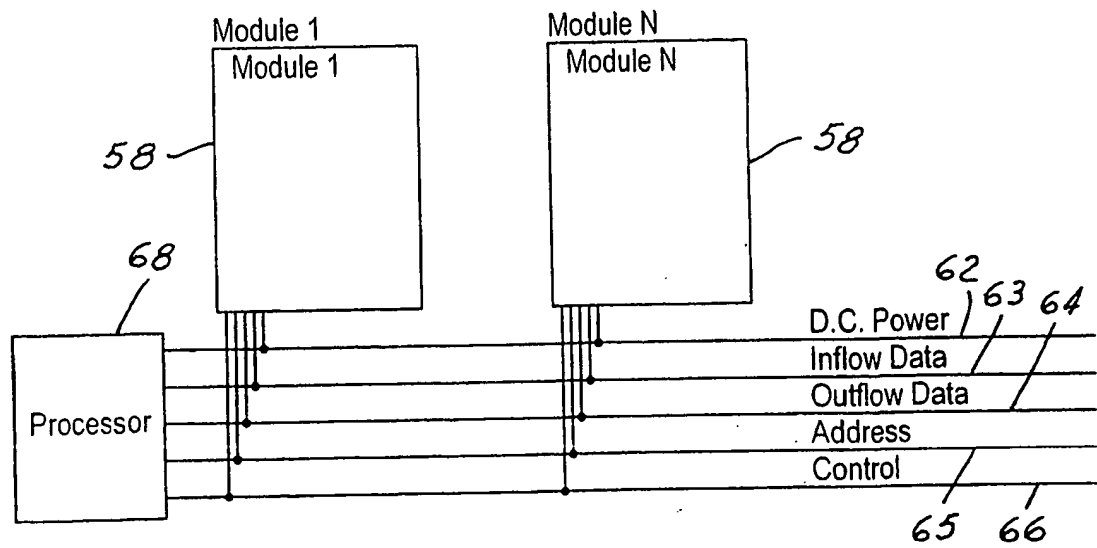 Module 1
Module N
Module 1
Module N
58
58
68
62
63
64
D.C. Power
Inflow Data
Outflow Data
Processor
Address
Control
65
66